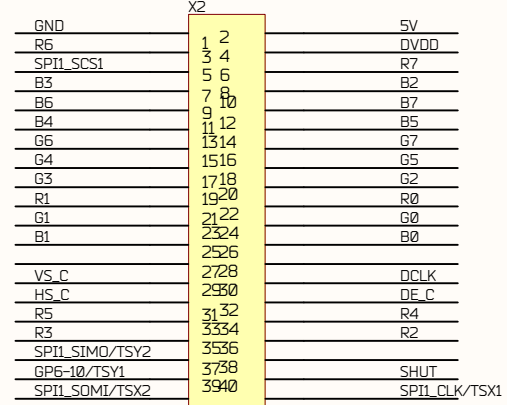 X2
GND 1 2 5V
R6 3 4 DVDD
SPI1_SCS1 5 6 R7
B3 7 8 B2
B6 9 10 B7
B4 11 12 B5
G6 13 14 G7
G4 15 16 G5
G3 17 18 G2
R1 19 20 R0
G1 21 22 G0
B1 23 24 B0
25 26
VS_C 27 28 DCLK
HS_C 29 30 DE_C
R5 31 32 R4
R3 33 34 R2
SPI1_SIMO/TSY2 35 36
GP6-10/TSY1 37 38 SHUT
SPI1_SOMI/TSX2 39 40 SPI1_CLK/TSX1